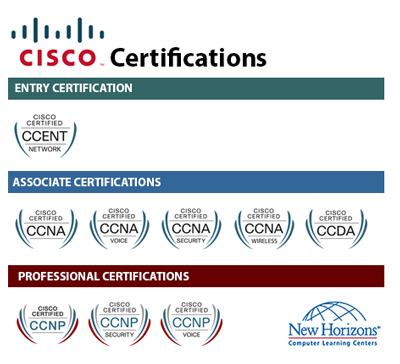 CISCO™ Certifications
ENTRY CERTIFICATION
CISCO
CERTIFIED
CCENT
NETWORK
ASSOCIATE CERTIFICATIONS
CISCO
CERTIFIED
CCNA
CISCO
CERTIFIED
CCNA
VOICE
CISCO
CERTIFIED
CCNA
SECURITY
CISCO
CERTIFIED
CCNA
WIRELESS
CISCO
CERTIFIED
CCDA
PROFESSIONAL CERTIFICATIONS
CISCO
CERTIFIED
CCNP
CISCO
CERTIFIED
CCNP
SECURITY
CISCO
CERTIFIED
CCNP
VOICE
New Horizons®
Computer Learning Centers